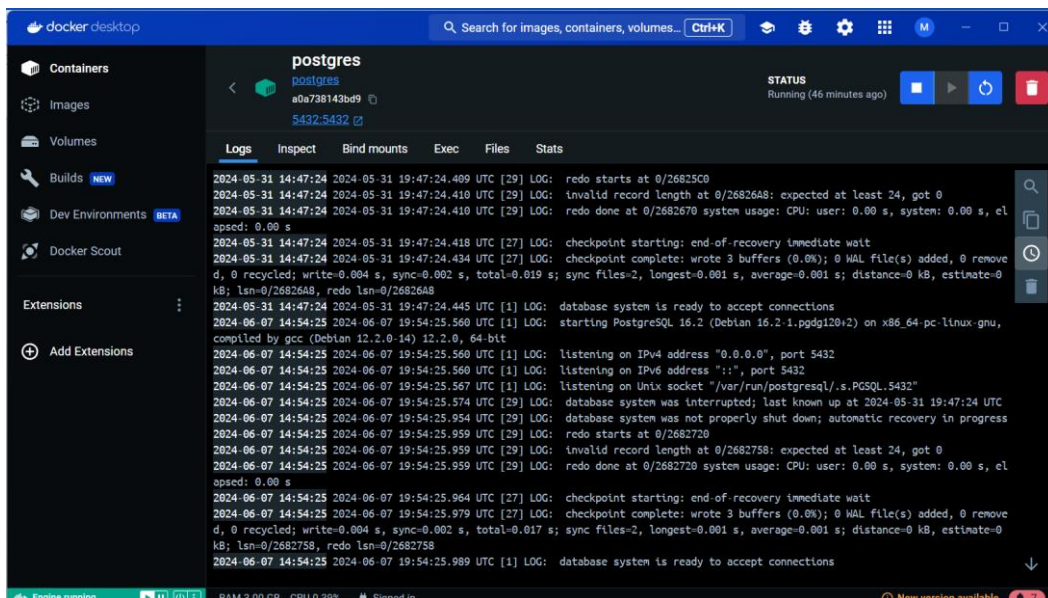 docker desktop
Search for images, containers, volumes... Ctrl+K
M
Containers
Images
Volumes
Builds NEW
Dev Environments BETA
Docker Scout
Extensions
Add Extensions
postgres
postgres
a0a738143bd9
5432:5432
STATUS
Running (46 minutes ago)
Logs Inspect Bind mounts Exec Files Stats
2024-05-31 14:47:24 2024-05-31 19:47:24.409 UTC [29] LOG: redo starts at 0/26825C0
2024-05-31 14:47:24 2024-05-31 19:47:24.410 UTC [29] LOG: invalid record length at 0/26826A8: expected at least 24, got 0
2024-05-31 14:47:24 2024-05-31 19:47:24.410 UTC [29] LOG: redo done at 0/2682670 system usage: CPU: user: 0.00 s, system: 0.00 s, el
apsed: 0.00 s
2024-05-31 14:47:24 2024-05-31 19:47:24.418 UTC [27] LOG: checkpoint starting: end-of-recovery immediate wait
2024-05-31 14:47:24 2024-05-31 19:47:24.434 UTC [27] LOG: checkpoint complete: wrote 3 buffers (0.0%); 0 WAL file(s) added, 0 remove
d, 0 recycled; write=0.004 s, sync=0.002 s, total=0.019 s; sync files=2, longest=0.001 s, average=0.001 s; distance=0 kB, estimate=0
kB; lsn=0/26826A8, redo lsn=0/26826A8
2024-05-31 14:47:24 2024-05-31 19:47:24.445 UTC [1] LOG: database system is ready to accept connections
2024-06-07 14:54:25 2024-06-07 19:54:25.560 UTC [1] LOG: starting PostgreSQL 16.2 (Debian 16.2-1.pgdg120+2) on x86_64-pc-linux-gnu,
compiled by gcc (Debian 12.2.0-14) 12.2.0, 64-bit
2024-06-07 14:54:25 2024-06-07 19:54:25.560 UTC [1] LOG: listening on IPv4 address "0.0.0.0", port 5432
2024-06-07 14:54:25 2024-06-07 19:54:25.560 UTC [1] LOG: listening on IPv6 address "::", port 5432
2024-06-07 14:54:25 2024-06-07 19:54:25.567 UTC [1] LOG: listening on Unix socket "/var/run/postgresql/.s.PGSQL.5432"
2024-06-07 14:54:25 2024-06-07 19:54:25.574 UTC [29] LOG: database system was interrupted; last known up at 2024-05-31 19:47:24 UTC
2024-06-07 14:54:25 2024-06-07 19:54:25.954 UTC [29] LOG: database system was not properly shut down; automatic recovery in progress
2024-06-07 14:54:25 2024-06-07 19:54:25.959 UTC [29] LOG: redo starts at 0/2682720
2024-06-07 14:54:25 2024-06-07 19:54:25.959 UTC [29] LOG: invalid record length at 0/2682758: expected at least 24, got 0
2024-06-07 14:54:25 2024-06-07 19:54:25.959 UTC [29] LOG: redo done at 0/2682720 system usage: CPU: user: 0.00 s, system: 0.00 s, el
apsed: 0.00 s
2024-06-07 14:54:25 2024-06-07 19:54:25.964 UTC [27] LOG: checkpoint starting: end-of-recovery immediate wait
2024-06-07 14:54:25 2024-06-07 19:54:25.979 UTC [27] LOG: checkpoint complete: wrote 3 buffers (0.0%); 0 WAL file(s) added, 0 remove
d, 0 recycled; write=0.004 s, sync=0.002 s, total=0.017 s; sync files=2, longest=0.001 s, average=0.001 s; distance=0 kB, estimate=0
kB; lsn=0/2682758, redo lsn=0/2682758
2024-06-07 14:54:25 2024-06-07 19:54:25.989 UTC [1] LOG: database system is ready to accept connections
Engine running RAM 3.00 GB CPU 0.39% Signed in New version available 7